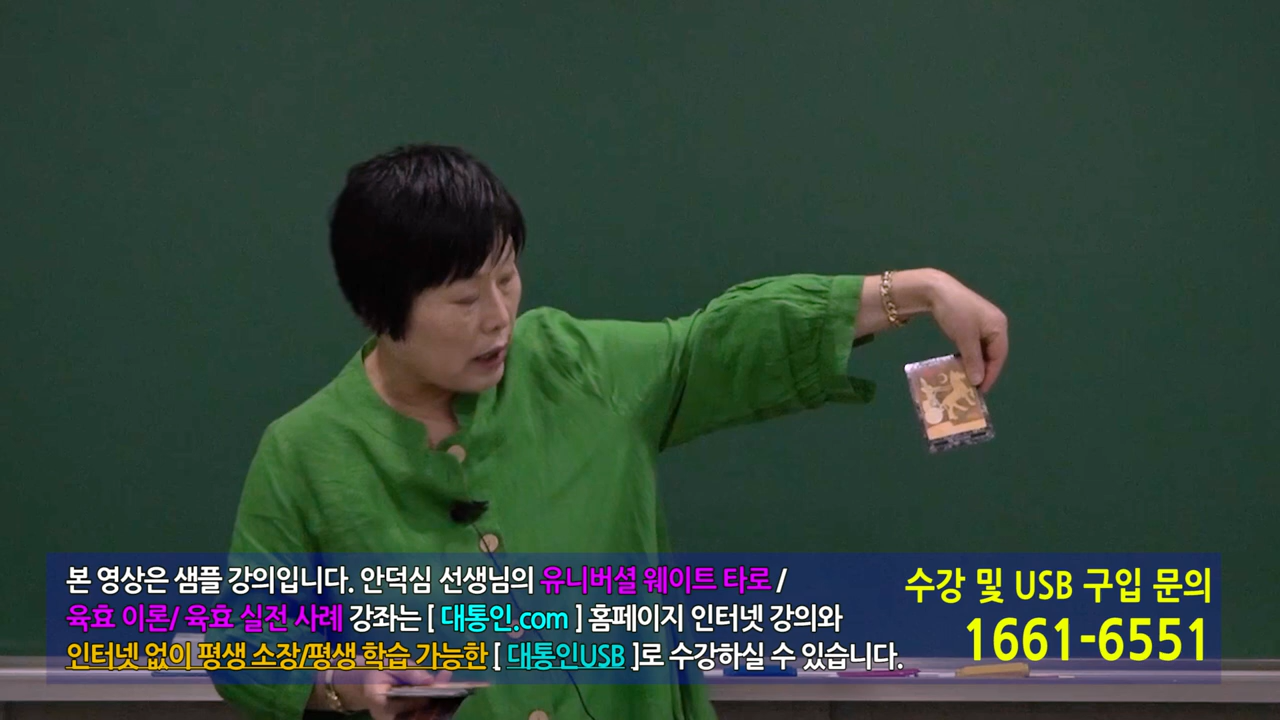 본 영상은 샘플 강의입니다. 안덕심 선생님의 유니버셜 웨이트 타로 /
육효 이론/ 육효 실전 사례 강좌는 [ 대통인.com ] 홈페이지 인터넷 강의와
인터넷 없이 평생 소장/평생 학습 가능한 [ 대통인USB ]로 수강하실 수 있습니다.
수강 및 USB 구입 문의
1661-6551